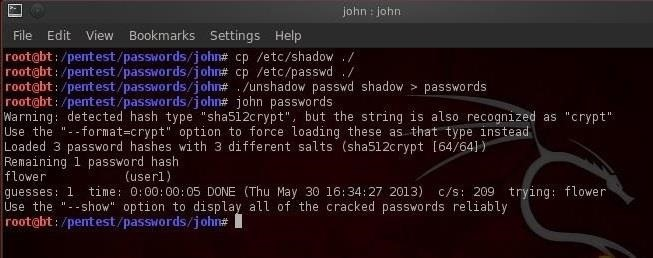 john : john
File Edit View Bookmarks Settings Help
root@bt:/pentest/passwords/john# cp /etc/shadow ./
root@bt:/pentest/passwords/john# cp /etc/passwd ./
root@bt:/pentest/passwords/john# ./unshadow passwd shadow > passwords
root@bt:/pentest/passwords/john# john passwords
Warning: detected hash type "sha512crypt", but the string is also recognized as "crypt"
Use the "--format=crypt" option to force loading these as that type instead
Loaded 3 password hashes with 3 different salts (sha512crypt [64/64])
Remaining 1 password hash
flower           (user1)
guesses: 1  time: 0:00:00:05 DONE (Thu May 30 16:34:27 2013)  c/s: 209  trying: flower
Use the "--show" option to display all of the cracked passwords reliably
root@bt:/pentest/passwords/john#